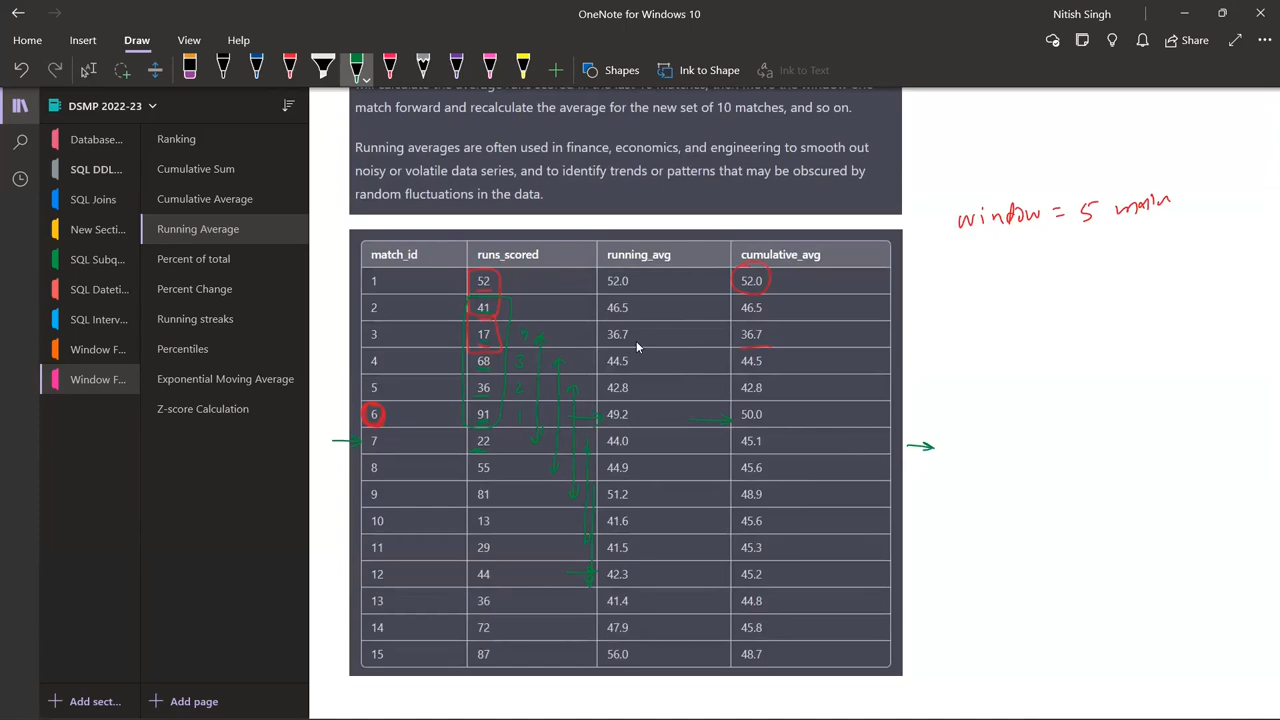 OneNote for Windows 10
Nitish Singh
Home Insert Draw View Help
Share
Shapes
Ink to Shape
Ink to Text
DSMP 2022-23
Database...
SQL DDL...
SQL Joins
New Secti...
SQL Subq...
SQL Dateti...
SQL Interv...
Window F...
Window F...
Add sect...
Ranking
Cumulative Sum
Cumulative Average
Running Average
Percent of total
Percent Change
Running streaks
Percentiles
Exponential Moving Average
Z-score Calculation
Add page
forward and recalculate the average for the new set of 10 matches, and so on.
Running averages are often used in finance, economics, and engineering to smooth out
noisy or volatile data series, and to identify trends or patterns that may be obscured by
random fluctuations in the data.
window = 5
match_id runs_scored running_avg cumulative_avg
1 52 52.0 52.0
2 41 46.5 46.5
3 17 36.7 36.7
4 68 3 44.5 44.5
5 36 2 42.8 42.8
6 91 1 49.2 50.0
7 22 44.0 45.1
8 55 44.9 45.6
9 81 51.2 48.9
10 13 41.6 45.6
11 29 41.5 45.3
12 44 42.3 45.2
13 36 41.4 44.8
14 72 47.9 45.8
15 87 56.0 48.7